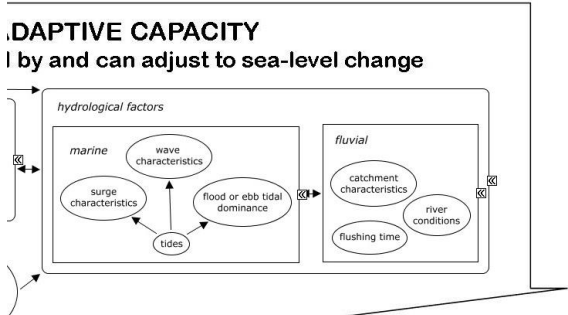 DAPTIVE CAPACITY
by and can adjust to sea-level change
hydrological factors
marine
wave
characteristics
surge
characteristics
flood or ebb tidal
dominance
tides
fluvial
catchment
characteristics
river
conditions
flushing time